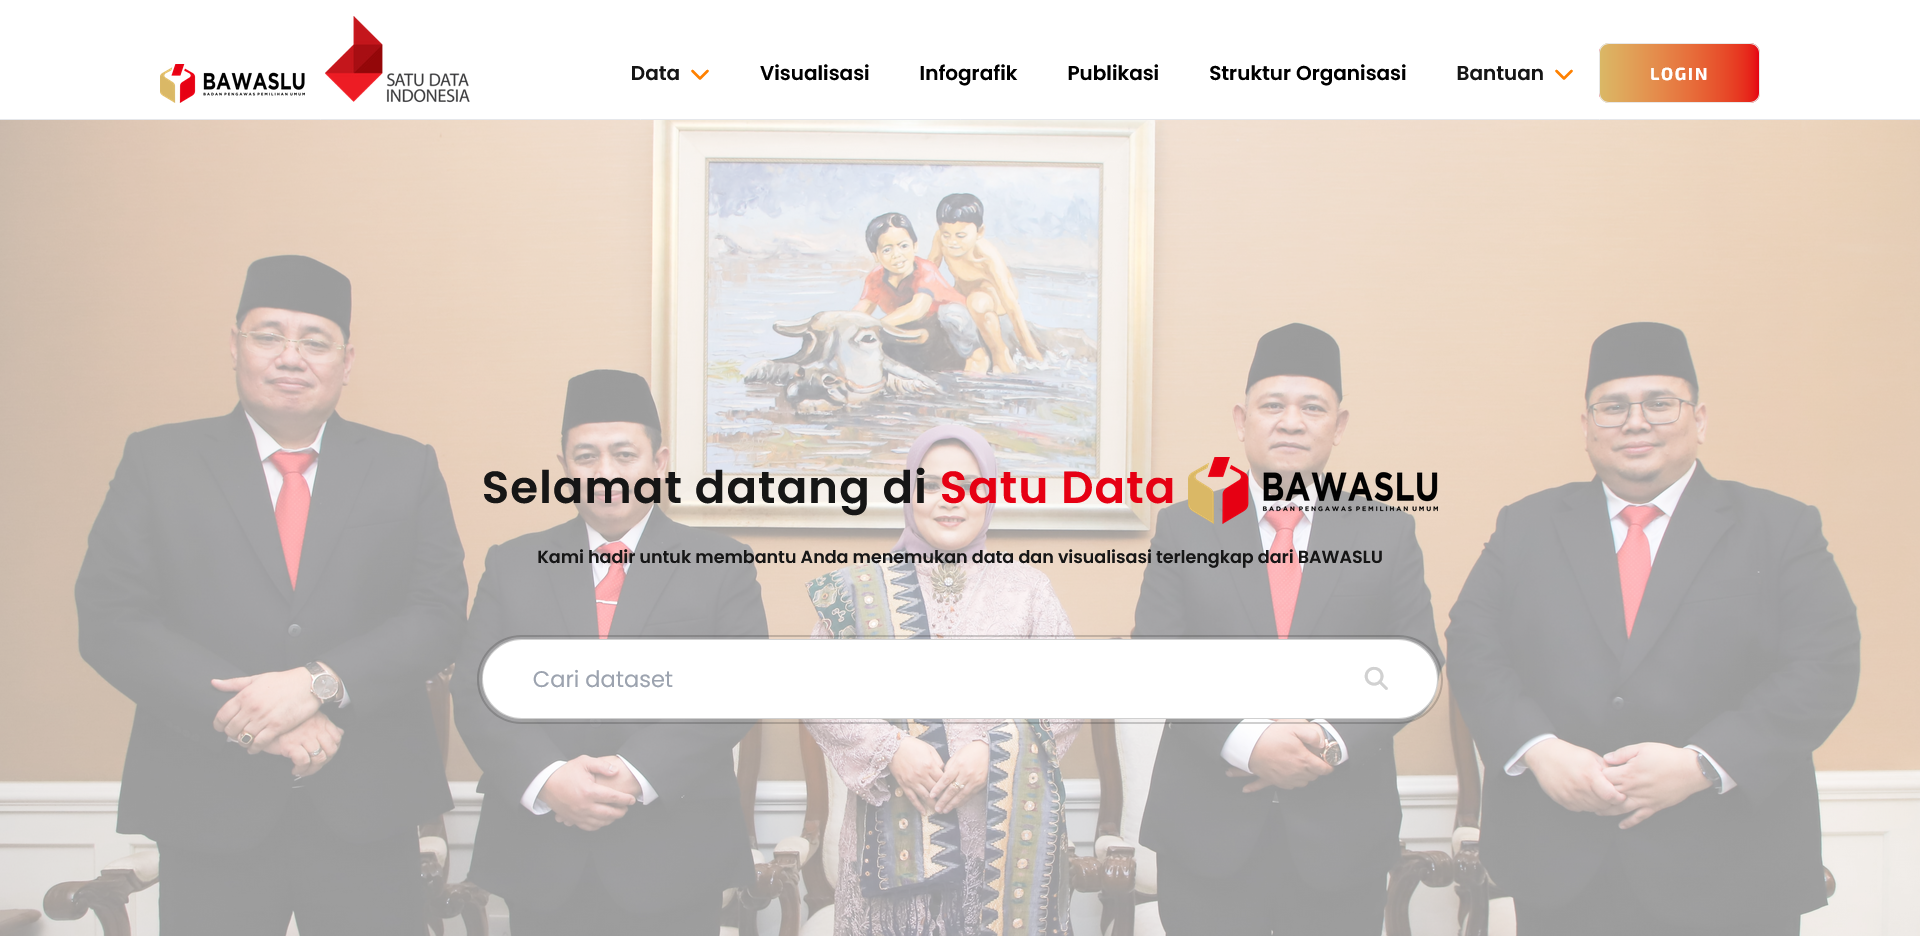 BAWASLU
BADAN PENGAWAS PEMILIHAN UMUM
SATU DATA
INDONESIA
Data
Visualisasi
Infografik
Publikasi
Struktur Organisasi
Bantuan
LOGIN
Selamat datang di Satu Data BAWASLU
BADAN PENGAWAS PEMILIHAN UMUM
Kami hadir untuk membantu Anda menemukan data dan visualisasi terlengkap dari BAWASLU
Cari dataset